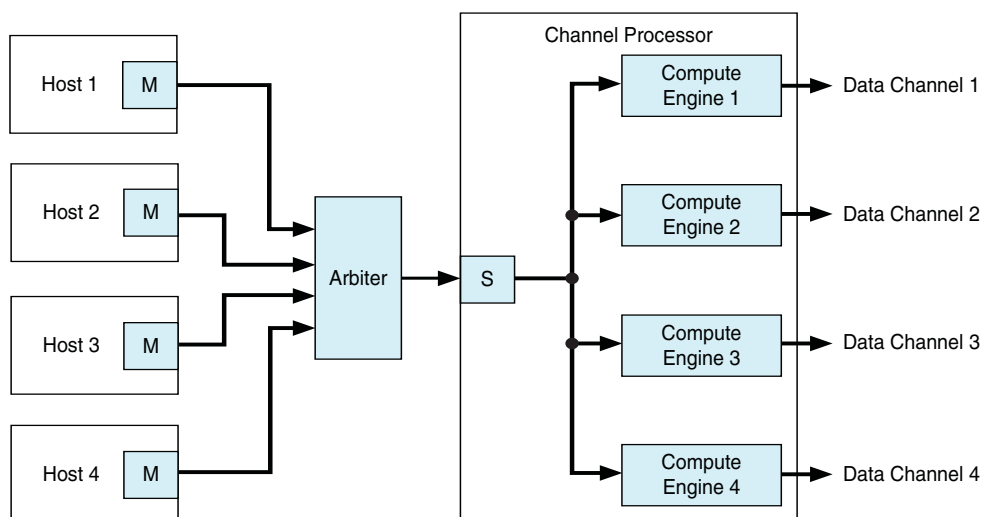 Channel Processor
Host 1
M
Compute
Engine 1
Data Channel 1
Host 2
M
Compute
Engine 2
Data Channel 2
Arbiter
S
Host 3
M
Compute
Engine 3
Data Channel 3
Host 4
M
Compute
Engine 4
Data Channel 4